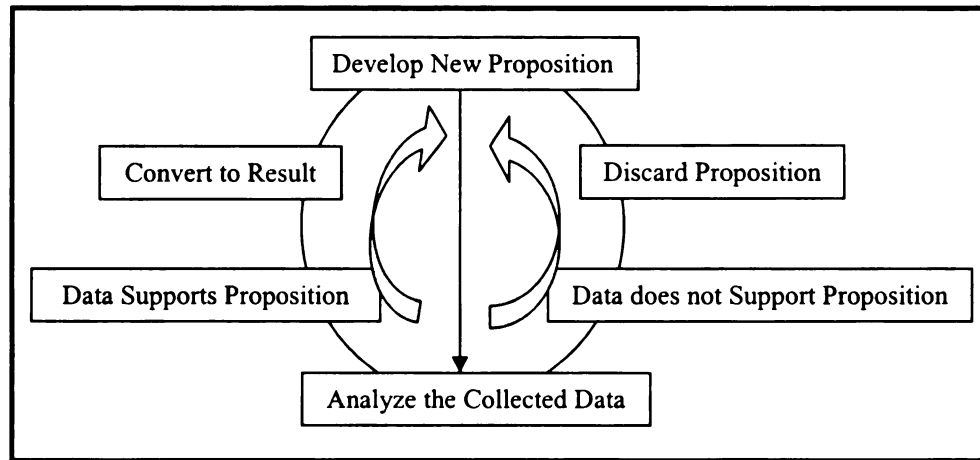 Develop New Proposition
Convert to Result
Discard Proposition
Data Supports Proposition
Data does not Support Proposition
Analyze the Collected Data